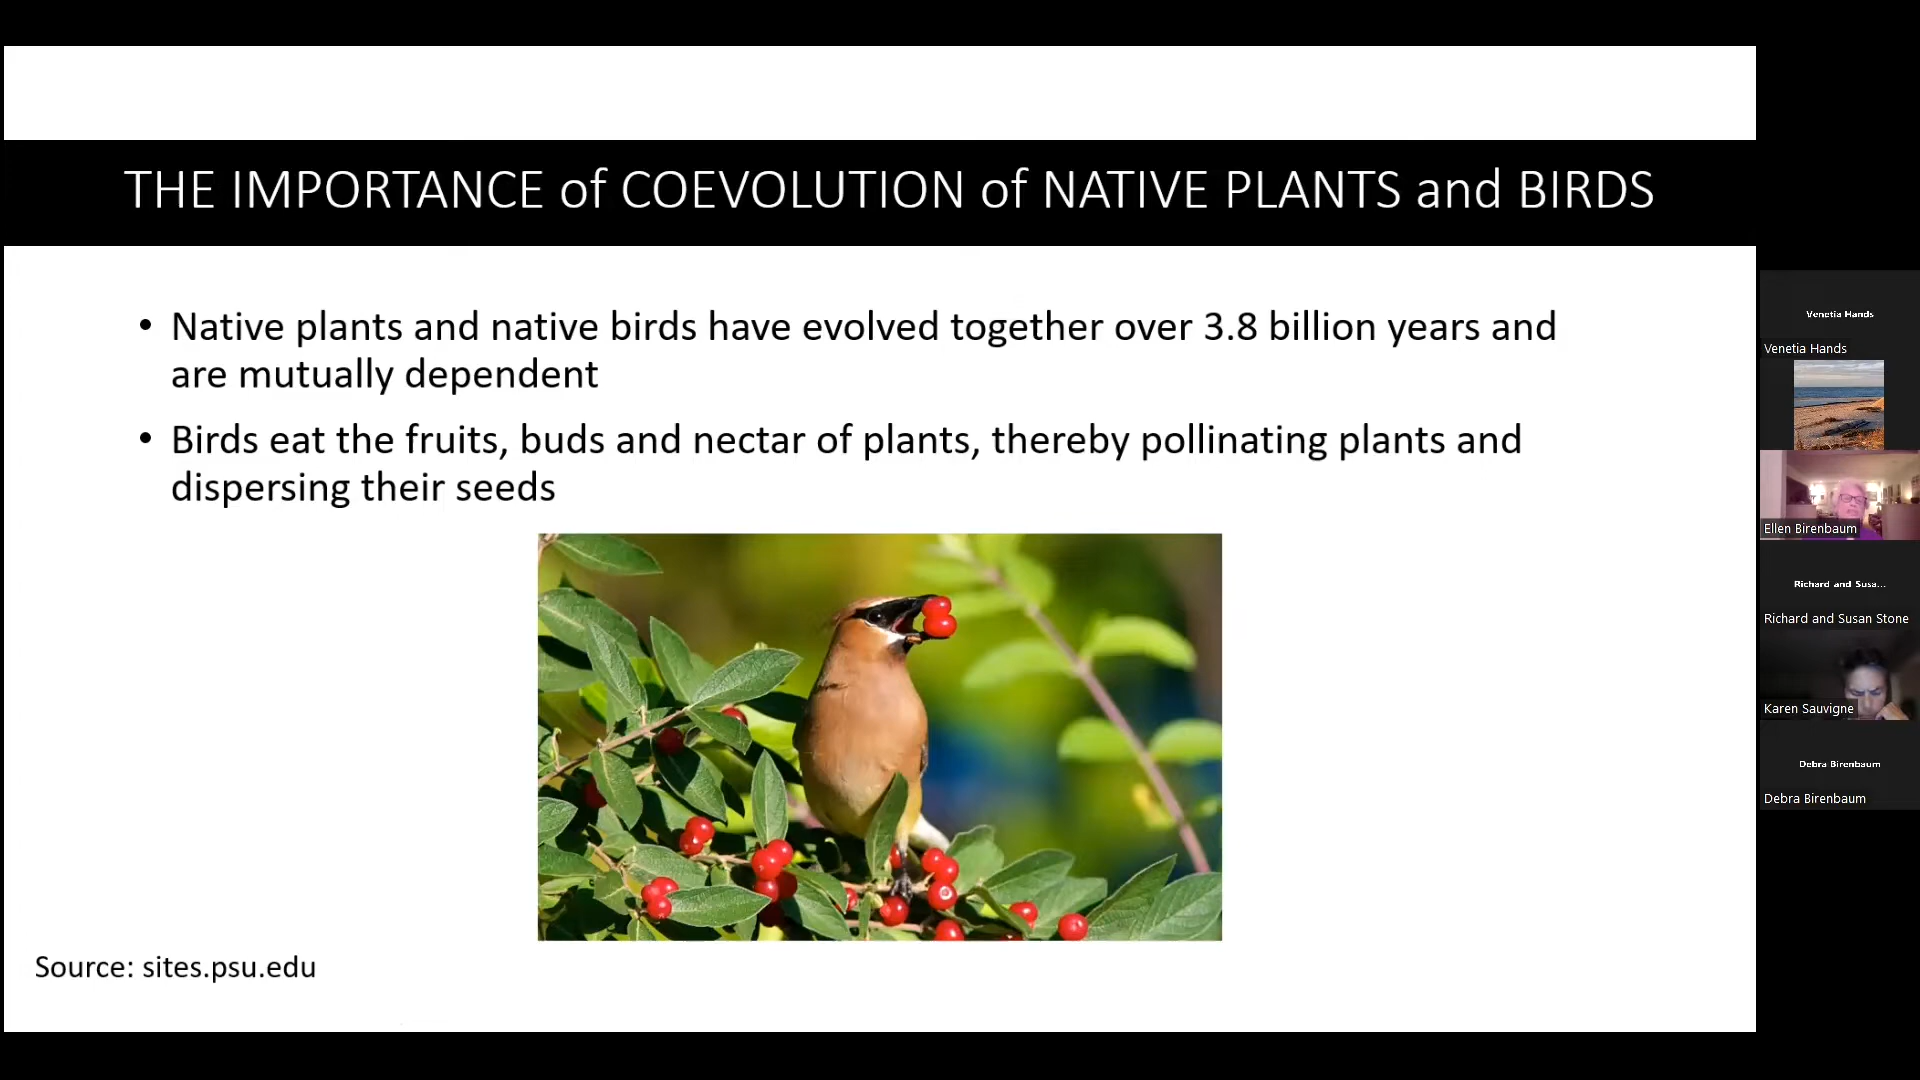 THE IMPORTANCE of COEVOLUTION of NATIVE PLANTS and BIRDS
• Native plants and native birds have evolved together over 3.8 billion years and
are mutually dependent
• Birds eat the fruits, buds and nectar of plants, thereby pollinating plants and
dispersing their seeds
Source: sites.psu.edu
Venetia Hands
Venetia Hands
Ellen Birenbaum
Richard and Susa...
Richard and Susan Stone
Karen Sauvigne
Debra Birenbaum
Debra Birenbaum